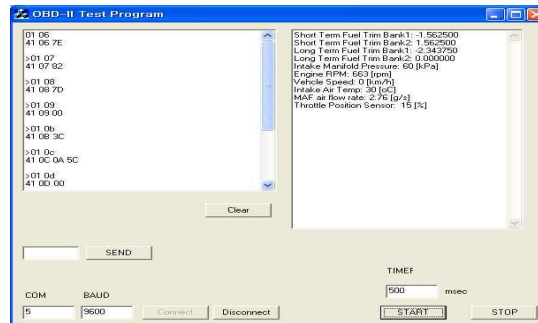 OBD-II Test Program
01 06
41 06 7E
>01 07
41 07 82
>01 08
41 08 7D
>01 09
41 09 00
>01 0b
41 0B 3C
>01 0c
41 0C 0A 5C
>01 0d
41 0D 00
Short Term Fuel Trim Bank1: -1.562500
Short Term Fuel Trim Bank2: 1.562500
Long Term Fuel Trim Bank1: -2.343750
Long Term Fuel Trim Bank2: 0.000000
Intake Manifold Pressure: 60 [kPa]
Engine RPM: 663 [rpm]
Vehcle Speed: 0 [km/h]
Intake Air Temp: 30 [oC]
MAF air flow rate: 2.76 [g/s]
Throttle Position Sensor: 15 [%]
Clear
SEND
TIMEF
500 msec
COM BAUD
5 9600 Connect Disconnect START STOP